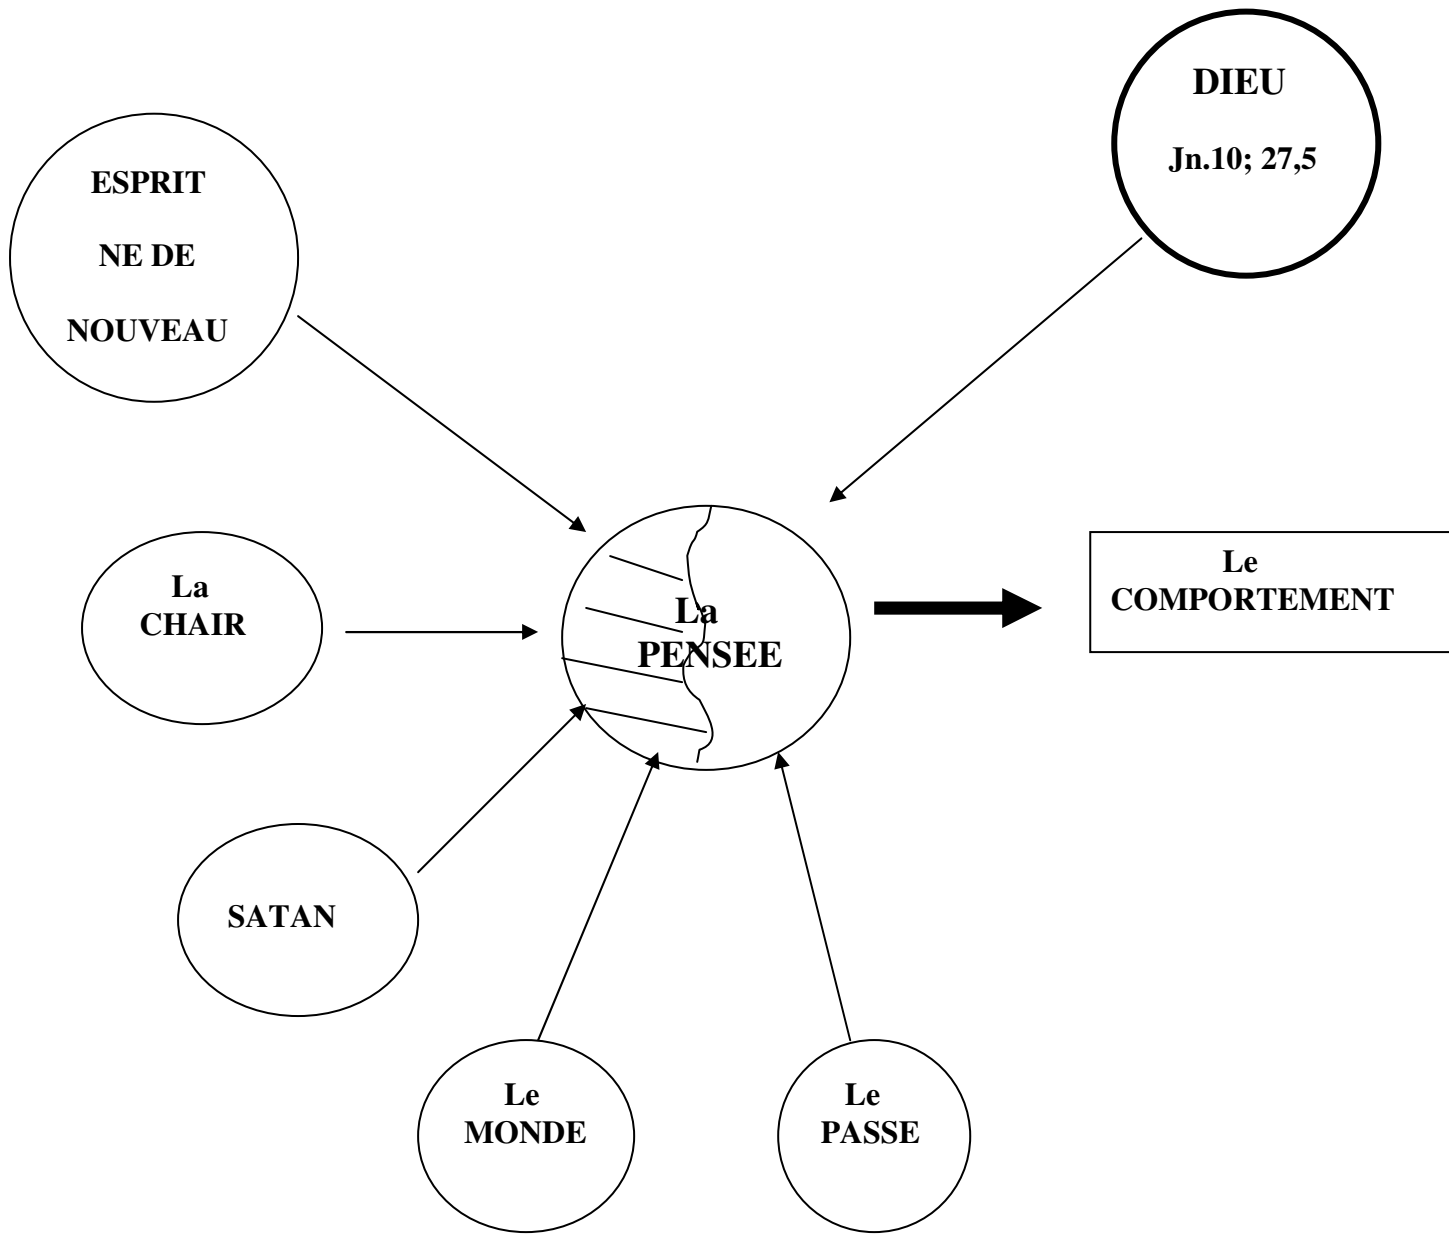 DIEU
Jn.10; 27,5
ESPRIT
NE DE
NOUVEAU
La
CHAIR
La
PENSEE
Le
COMPORTEMENT
SATAN
Le
MONDE
Le
PASSE